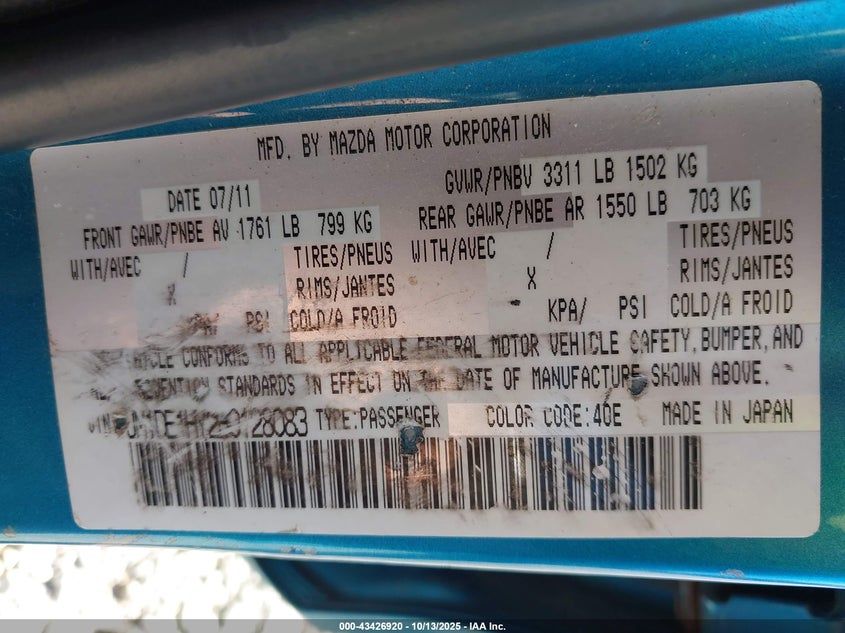 MFD. BY MAZDA MOTOR CORPORATION
DATE 07/11
GVWR/PNBV 3311 LB 1502 KG
FRONT GAWR/PNBE AV 1761 LB 799 KG
REAR GAWR/PNBE AR 1550 LB 703 KG
WITH/AVEC / TIRES/PNEUS
X RIMS/JANTES
KPA/ PSI COLD/A FROID
WITH/AVEC / TIRES/PNEUS
X RIMS/JANTES
KPA/ PSI COLD/A FROID
CONFORMS TO ALL APPLICABLE FEDERAL MOTOR VEHICLE SAFETY, BUMPER, AND
STANDARDS IN EFFECT ON THE DATE OF MANUFACTURE SHOWN ABOVE.
TYPE:PASSENGER COLOR CODE:40E MADE IN JAPAN
000-43426920 - 10/13/2025 - IAA Inc.